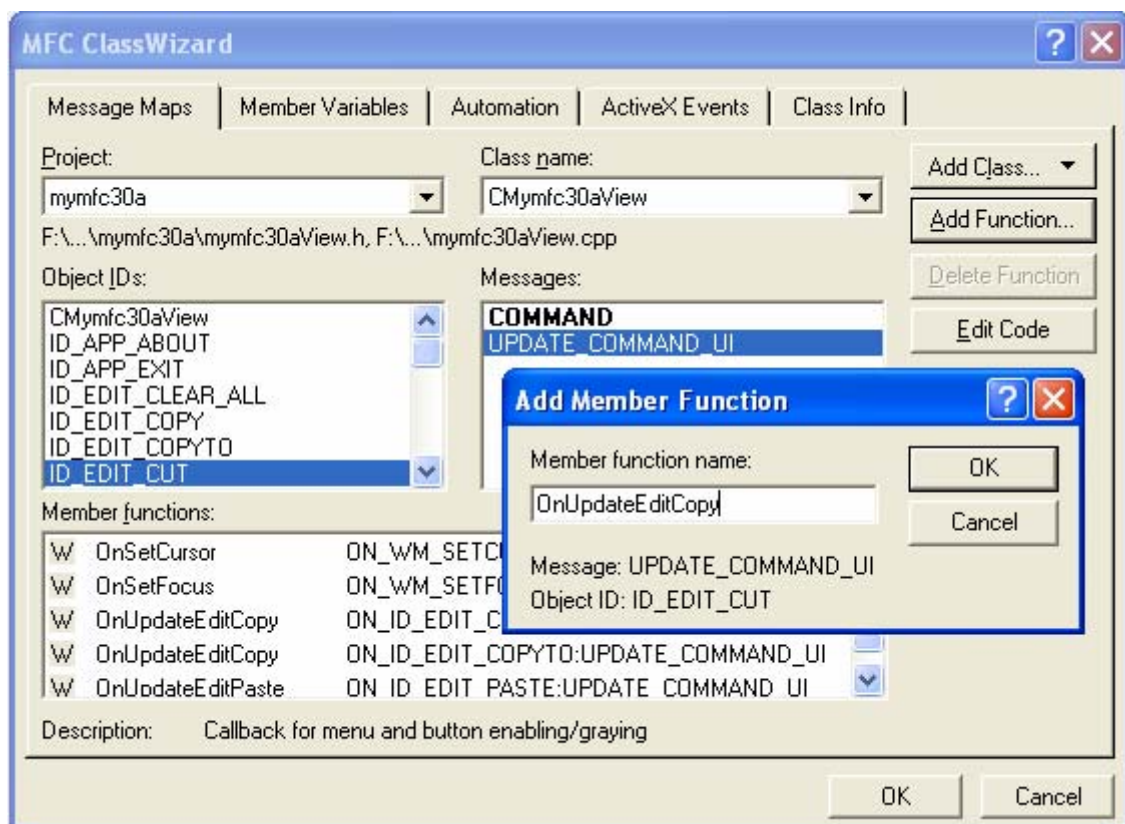 MFC ClassWizard
Message Maps Member Variables Automation ActiveX Events Class Info
Project: Class name:
mymfc30a CMymfc30aView
Add Class...
Add Function...
Delete Function
Edit Code
F:\...\mymfc30a\mymfc30aView.h, F:\...\mymfc30aView.cpp
Object IDs: Messages:
CMymfc30aView
ID_APP_ABOUT
ID_APP_EXIT
ID_EDIT_CLEAR_ALL
ID_EDIT_COPY
ID_EDIT_COPYTO
ID_EDIT_CUT
COMMAND
UPDATE_COMMAND_UI
Add Member Function
Member function name:
OnUpdateEditCopy
OK
Cancel
Message: UPDATE_COMMAND_UI
Object ID: ID_EDIT_CUT
Member functions:
W OnSetCursor ON_WM_SETC
W OnSetFocus ON_WM_SETF
W OnUpdateEditCopy ON_ID_EDIT_C
W OnUpdateEditCopy ON_ID_EDIT_COPYTO:UPDATE_COMMAND_UI
W OnUpdateEditPaste ON_ID_EDIT_PASTE:UPDATE_COMMAND_UI
Description: Callback for menu and button enabling/graying
OK Cancel